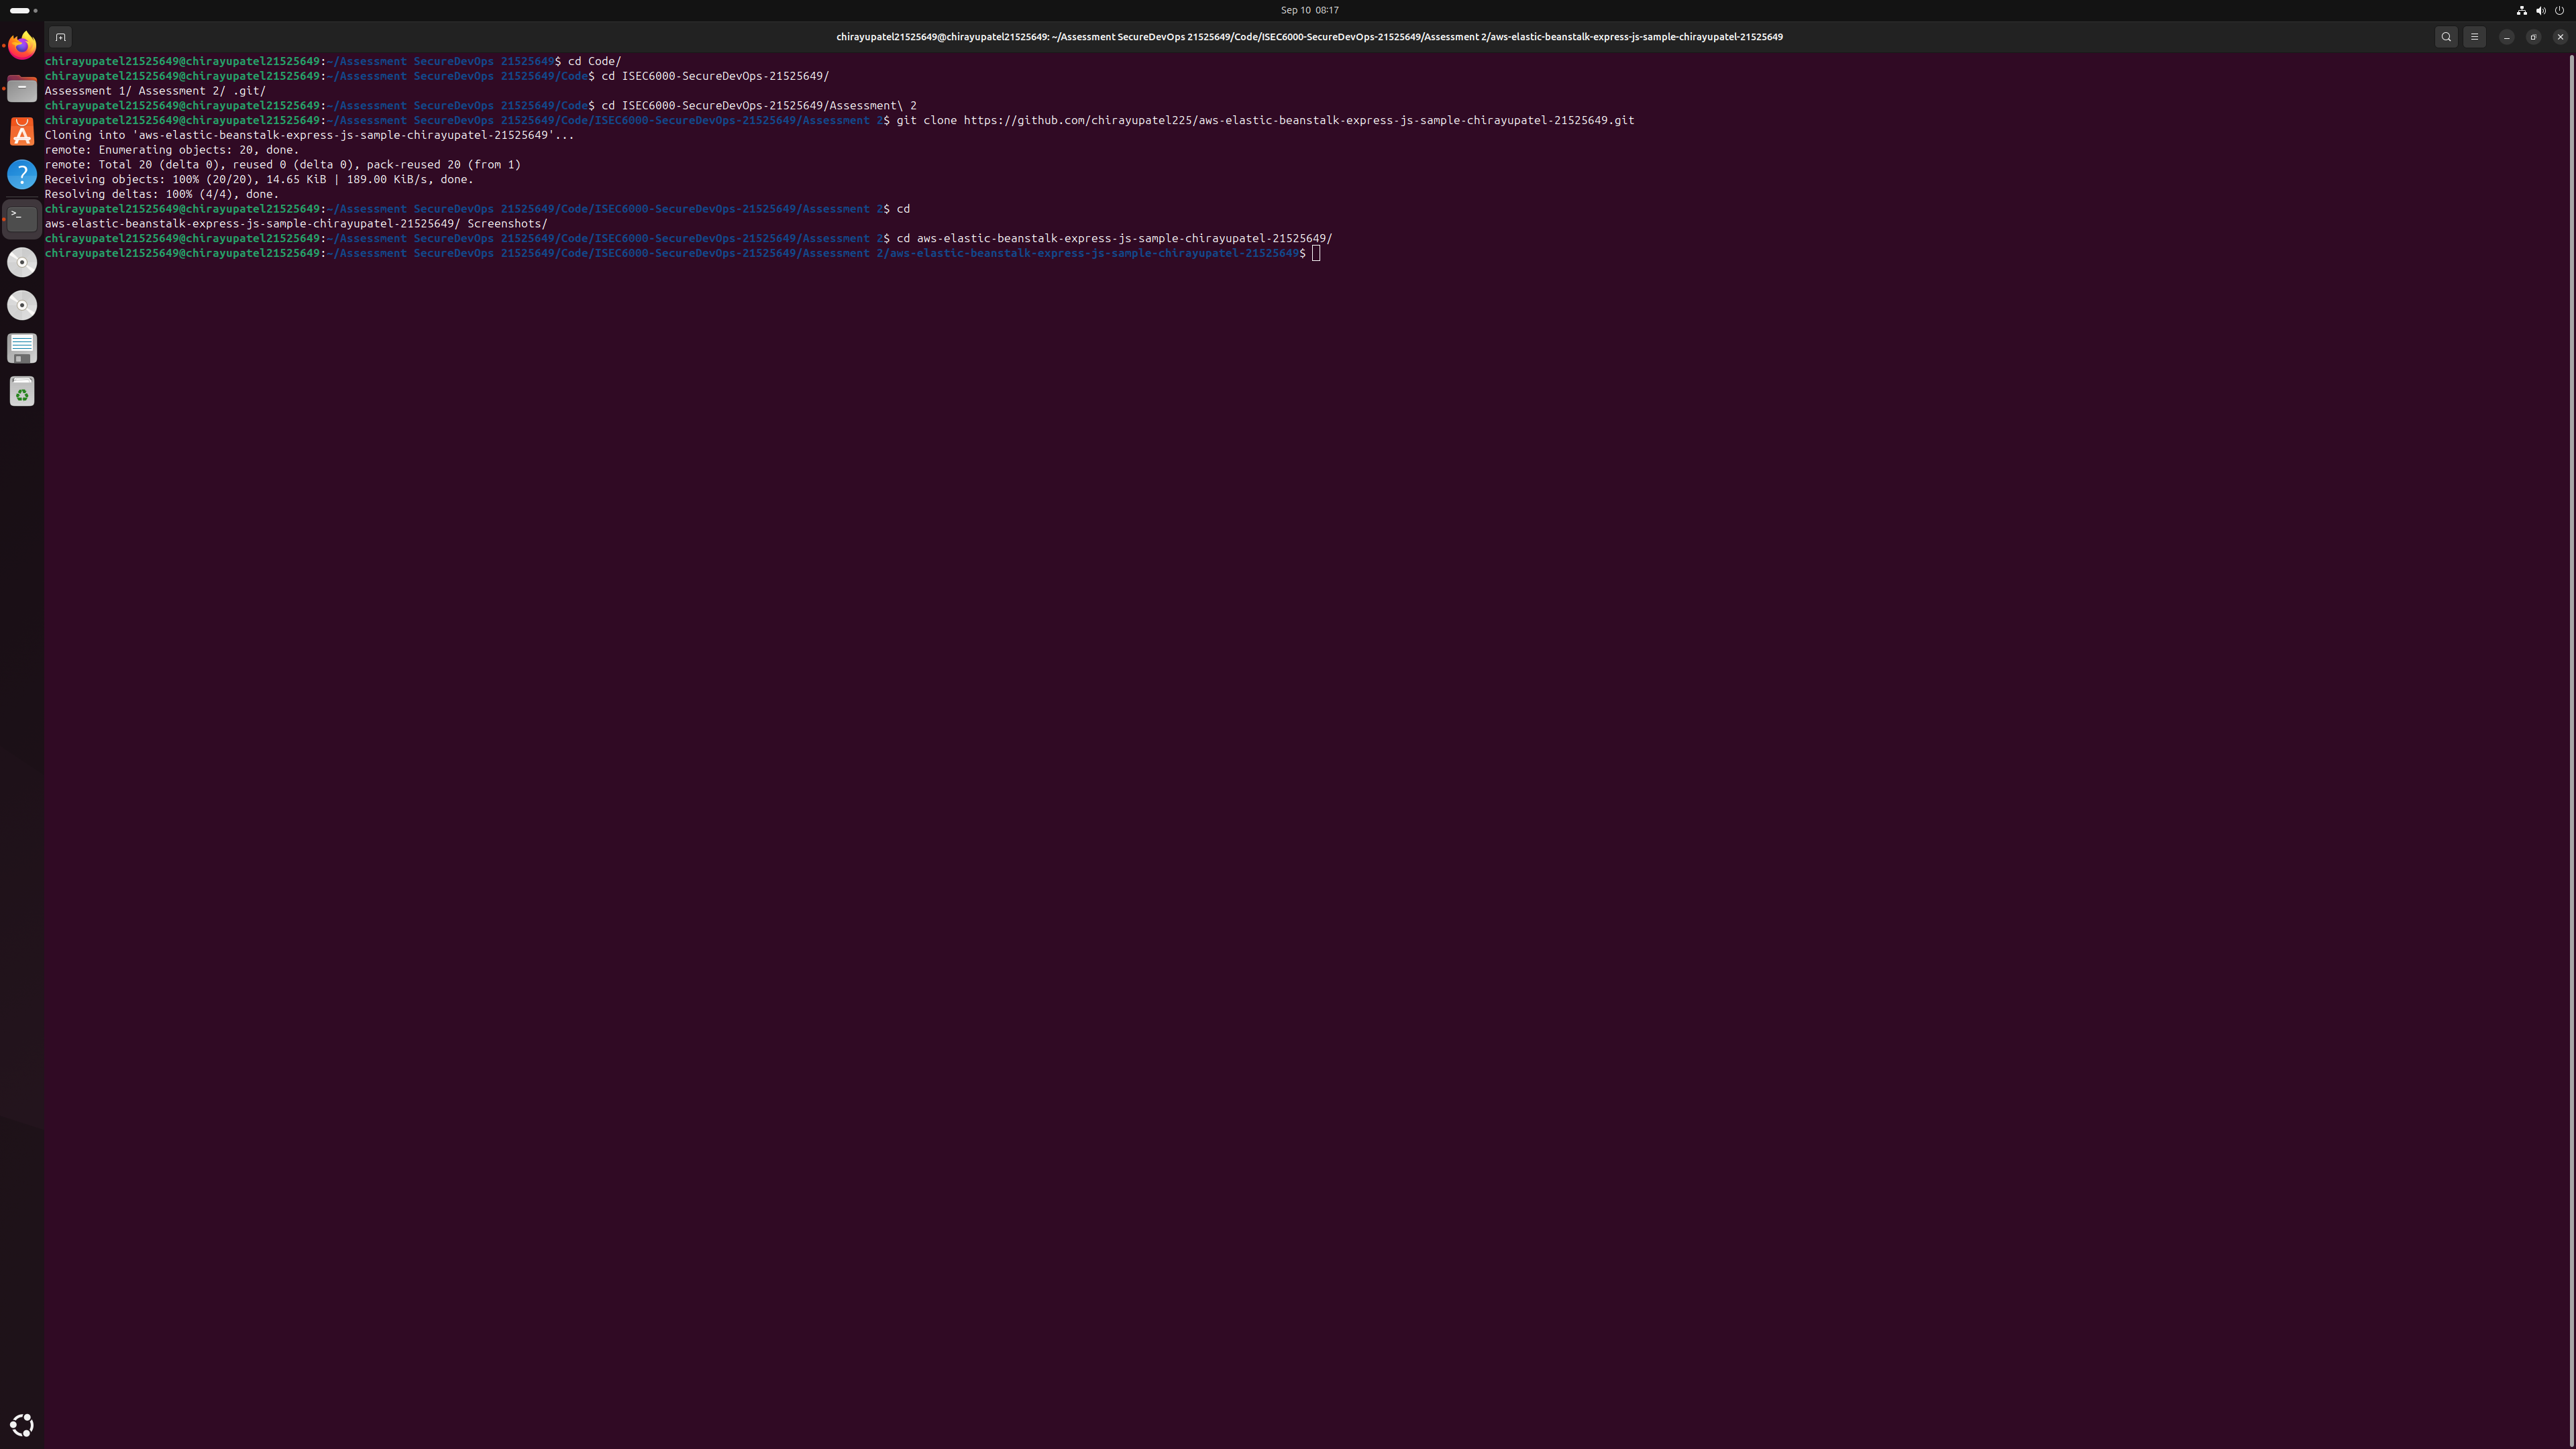 Sep 10 08:17
chirayupatel21525649@chirayupatel21525649: ~/Assessment SecureDevOps 21525649/Code/ISEC6000-SecureDevOps-21525649/Assessment 2/aws-elastic-beanstalk-express-js-sample-chirayupatel-21525649
chirayupatel21525649@chirayupatel21525649:~/Assessment SecureDevOps 21525649$ cd Code/
chirayupatel21525649@chirayupatel21525649:~/Assessment SecureDevOps 21525649/Code$ cd ISEC6000-SecureDevOps-21525649/
Assessment 1/ Assessment 2/ .git/
chirayupatel21525649@chirayupatel21525649:~/Assessment SecureDevOps 21525649/Code$ cd ISEC6000-SecureDevOps-21525649/Assessment\ 2
chirayupatel21525649@chirayupatel21525649:~/Assessment SecureDevOps 21525649/Code/ISEC6000-SecureDevOps-21525649/Assessment 2$ git clone https://github.com/chirayupatel225/aws-elastic-beanstalk-express-js-sample-chirayupatel-21525649.git
Cloning into 'aws-elastic-beanstalk-express-js-sample-chirayupatel-21525649'...
remote: Enumerating objects: 20, done.
remote: Total 20 (delta 0), reused 0 (delta 0), pack-reused 20 (from 1)
Receiving objects: 100% (20/20), 14.65 KiB | 189.00 KiB/s, done.
Resolving deltas: 100% (4/4), done.
chirayupatel21525649@chirayupatel21525649:~/Assessment SecureDevOps 21525649/Code/ISEC6000-SecureDevOps-21525649/Assessment 2$ cd
aws-elastic-beanstalk-express-js-sample-chirayupatel-21525649/ Screenshots/
chirayupatel21525649@chirayupatel21525649:~/Assessment SecureDevOps 21525649/Code/ISEC6000-SecureDevOps-21525649/Assessment 2$ cd aws-elastic-beanstalk-express-js-sample-chirayupatel-21525649/
chirayupatel21525649@chirayupatel21525649:~/Assessment SecureDevOps 21525649/Code/ISEC6000-SecureDevOps-21525649/Assessment 2/aws-elastic-beanstalk-express-js-sample-chirayupatel-21525649$